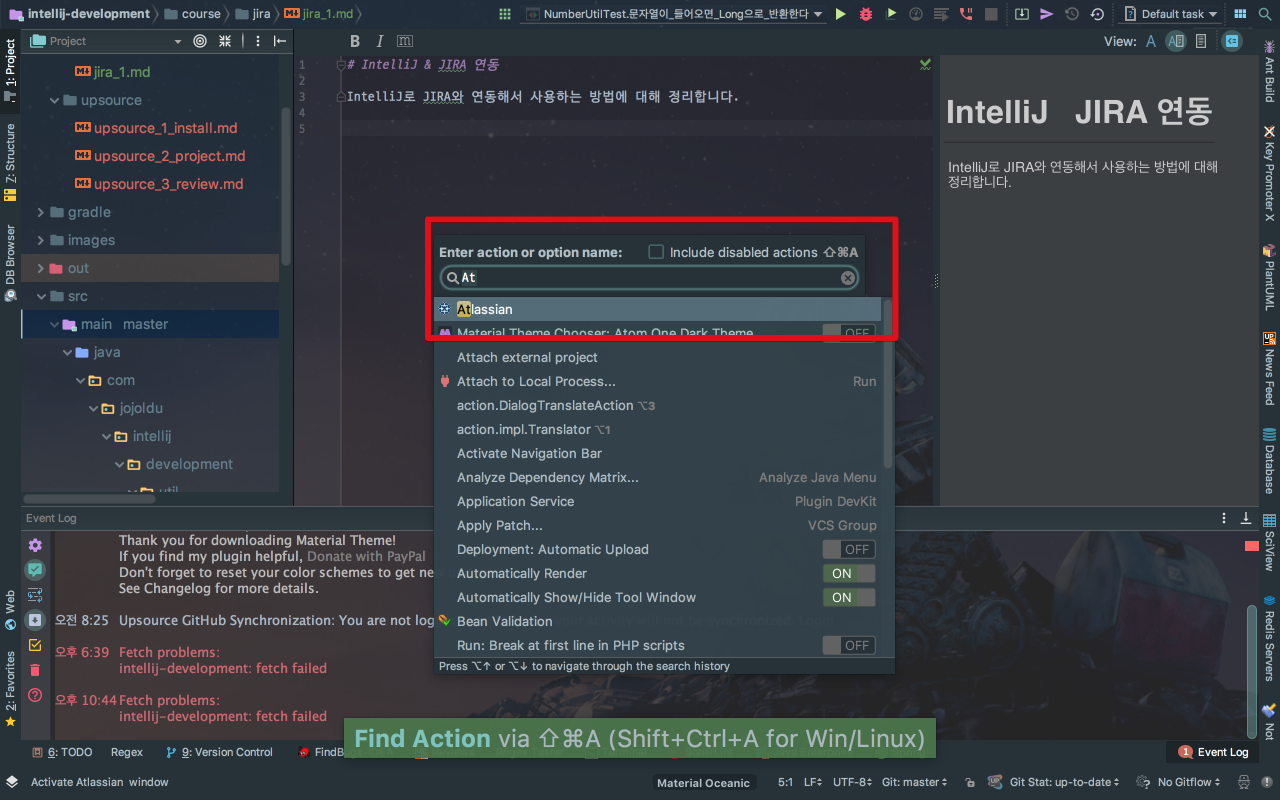 intellij-development
course
jira
jira_1.md
NumberUtilTest.문자열이_들어오면_Long으로_반환한다
Default task
Project
B I m
View: A
1: Project
Z: Structure
DB Browser
Web
2: Favorites
jira_1.md
upsource
upsource_1_install.md
upsource_2_project.md
upsource_3_review.md
gradle
images
out
src
main master
java
com
jojoldu
intellij
development
util
1 # IntelliJ & JIRA 연동
2
3 IntelliJ로 JIRA와 연동해서 사용하는 방법에 대해 정리합니다.
4
5
IntelliJ JIRA 연동
IntelliJ로 JIRA와 연동해서 사용하는 방법에 대해
정리합니다.
Enter action or option name:
Include disabled actions ⇧⌘A
At
Atlassian
Material Theme Chooser: Atom One Dark Theme OFF
Attach external project
Attach to Local Process... Run
action.DialogTranslateAction ⌥3
action.impl.Translator ⌥1
Activate Navigation Bar
Analyze Dependency Matrix... Analyze Java Menu
Application Service Plugin DevKit
Apply Patch... VCS Group
Deployment: Automatic Upload OFF
Automatically Render ON
Automatically Show/Hide Tool Window ON
Bean Validation
Run: Break at first line in PHP scripts OFF
Press ⌥↑ or ⌥↓ to navigate through the search history
Ant Build
Key Promoter X
PlantUML
News Feed
Database
SciView
Redis Servers
Not
Event Log
Thank you for downloading Material Theme!
If you find my plugin helpful, Donate with PayPal
Don't forget to reset your color schemes to get ne
See Changelog for more details.
오전 8:25 Upsource GitHub Synchronization: You are not log
오후 6:39 Fetch problems:
intellij-development: fetch failed
오후 10:44 Fetch problems:
intellij-development: fetch failed
Find Action via ⇧⌘A (Shift+Ctrl+A for Win/Linux)
6: TODO
Regex
9: Version Control
FindB
1 Event Log
Activate Atlassian window
Material Oceanic
5:1
LF
UTF-8
Git: master
Git Stat: up-to-date
No Gitflow